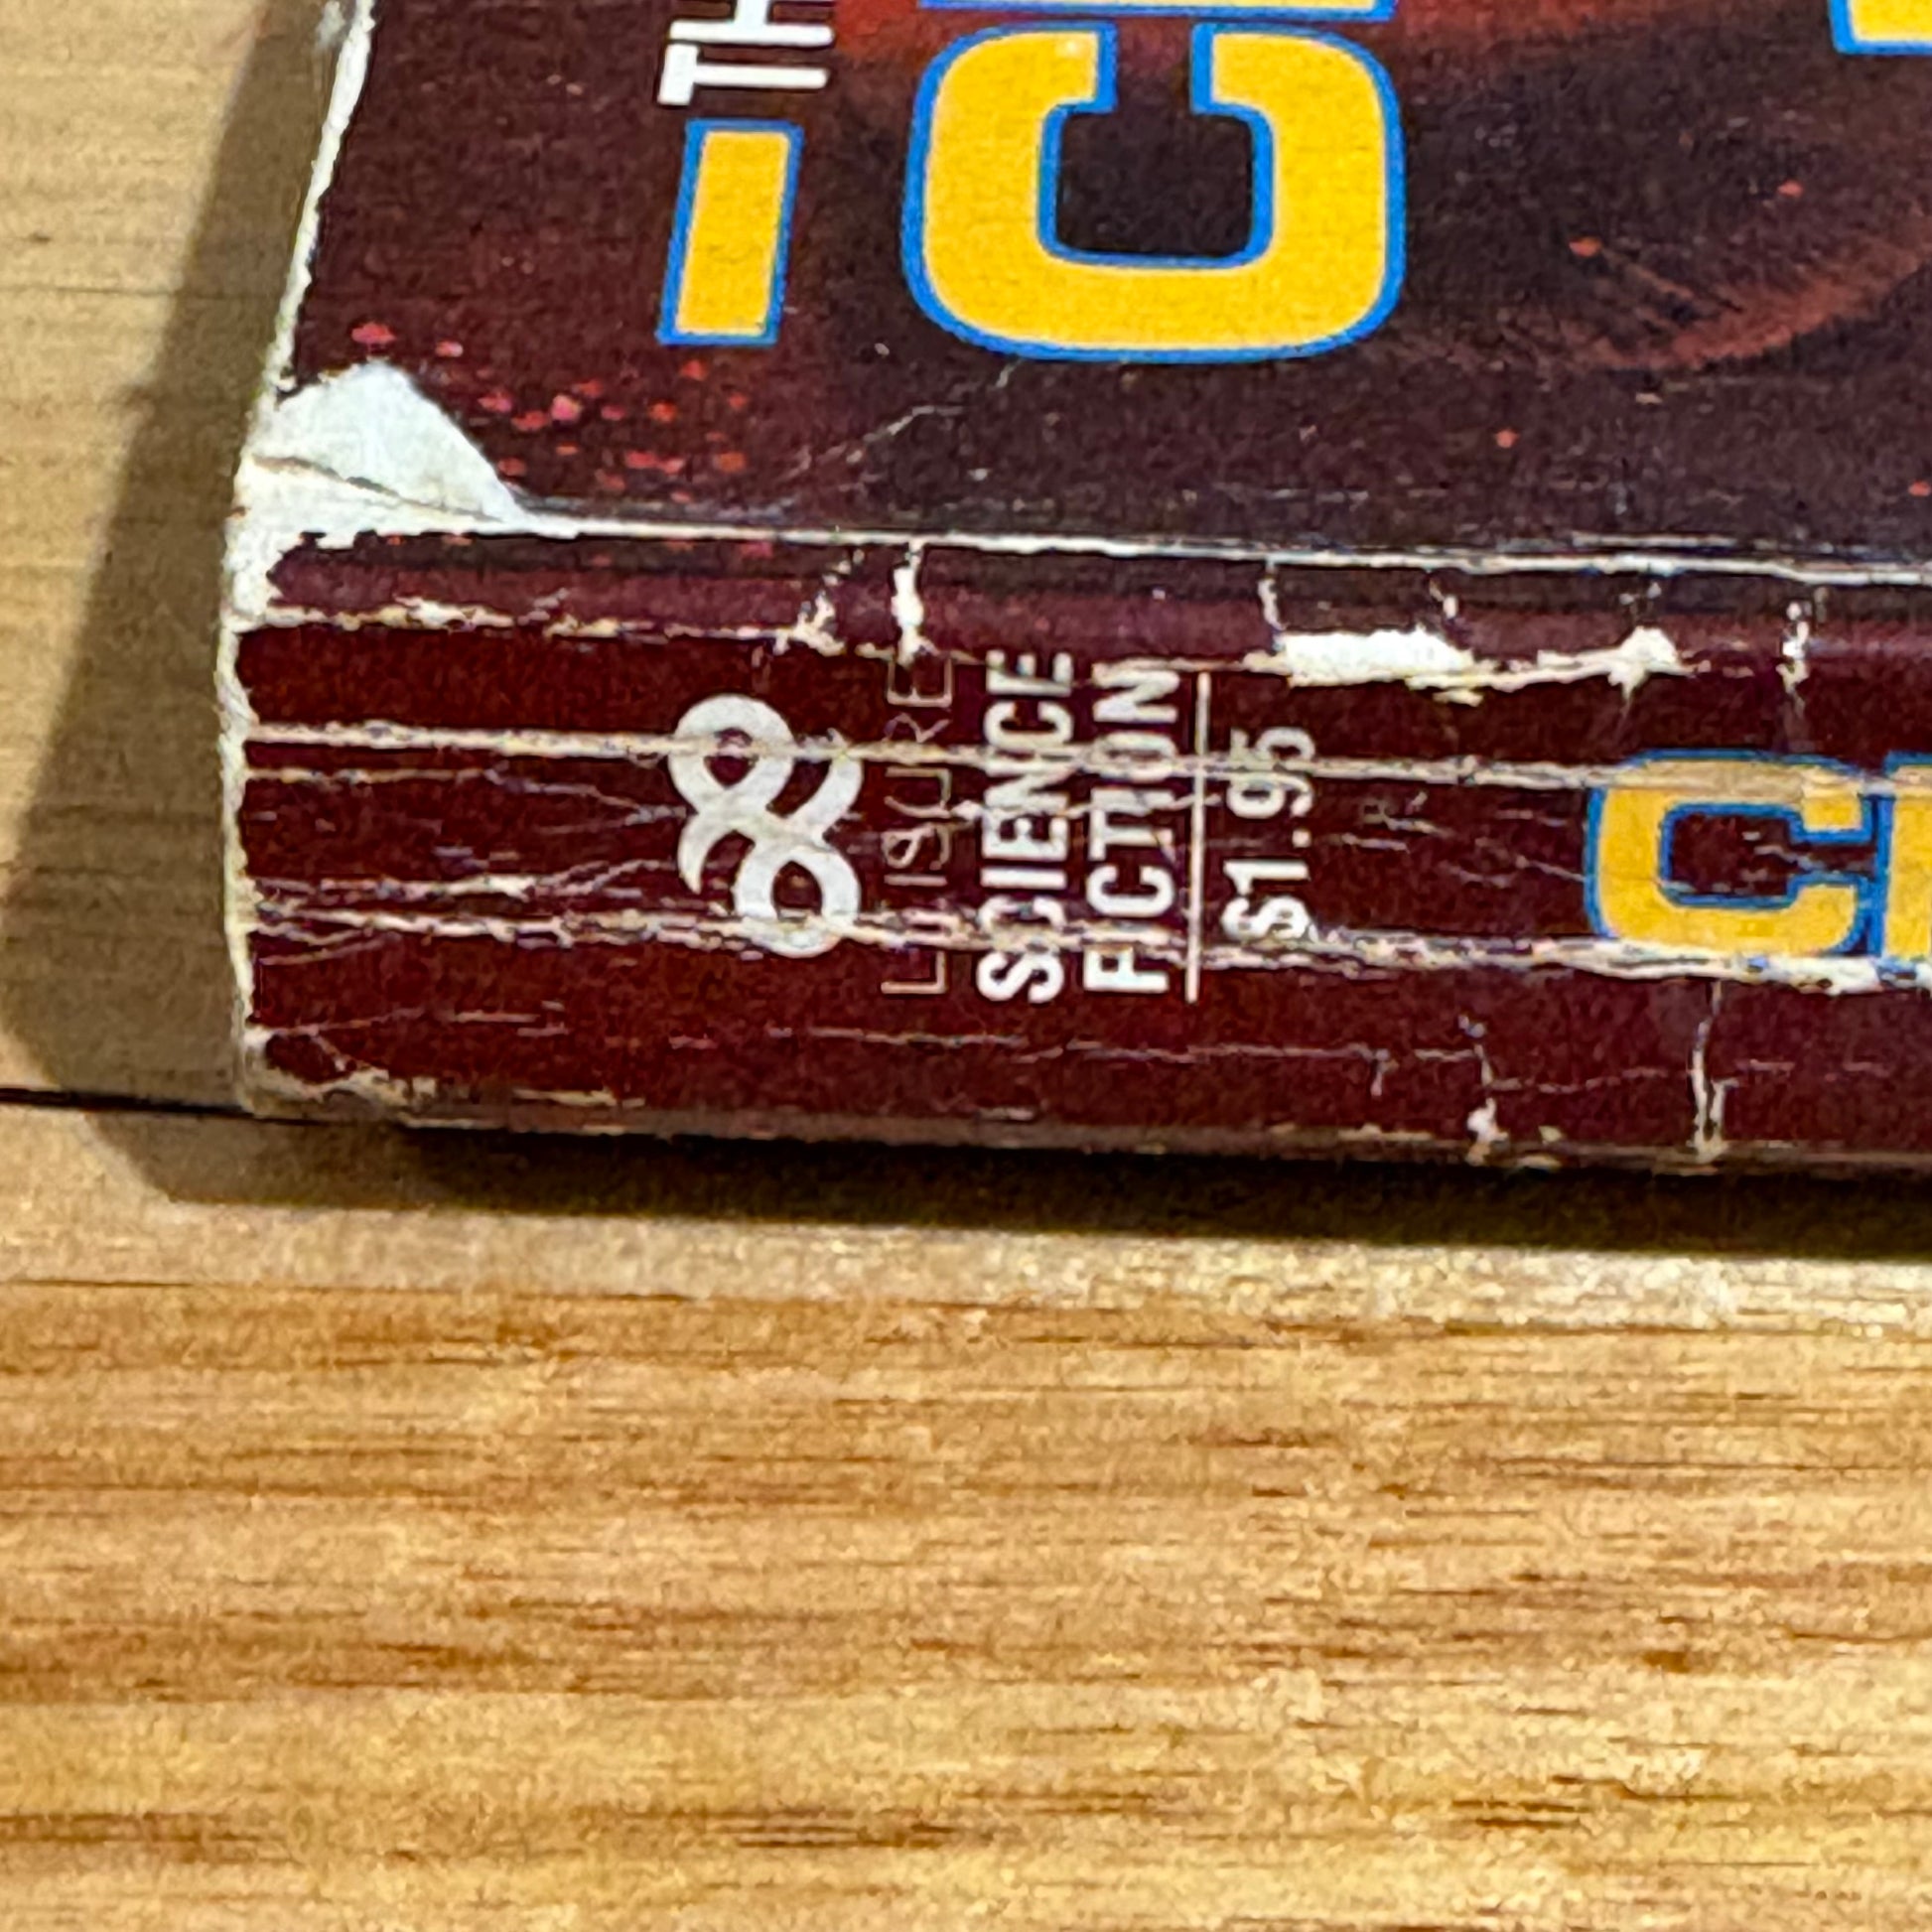 TH
C
LEISURE
SCIENCE
FICTION
$1.95
C